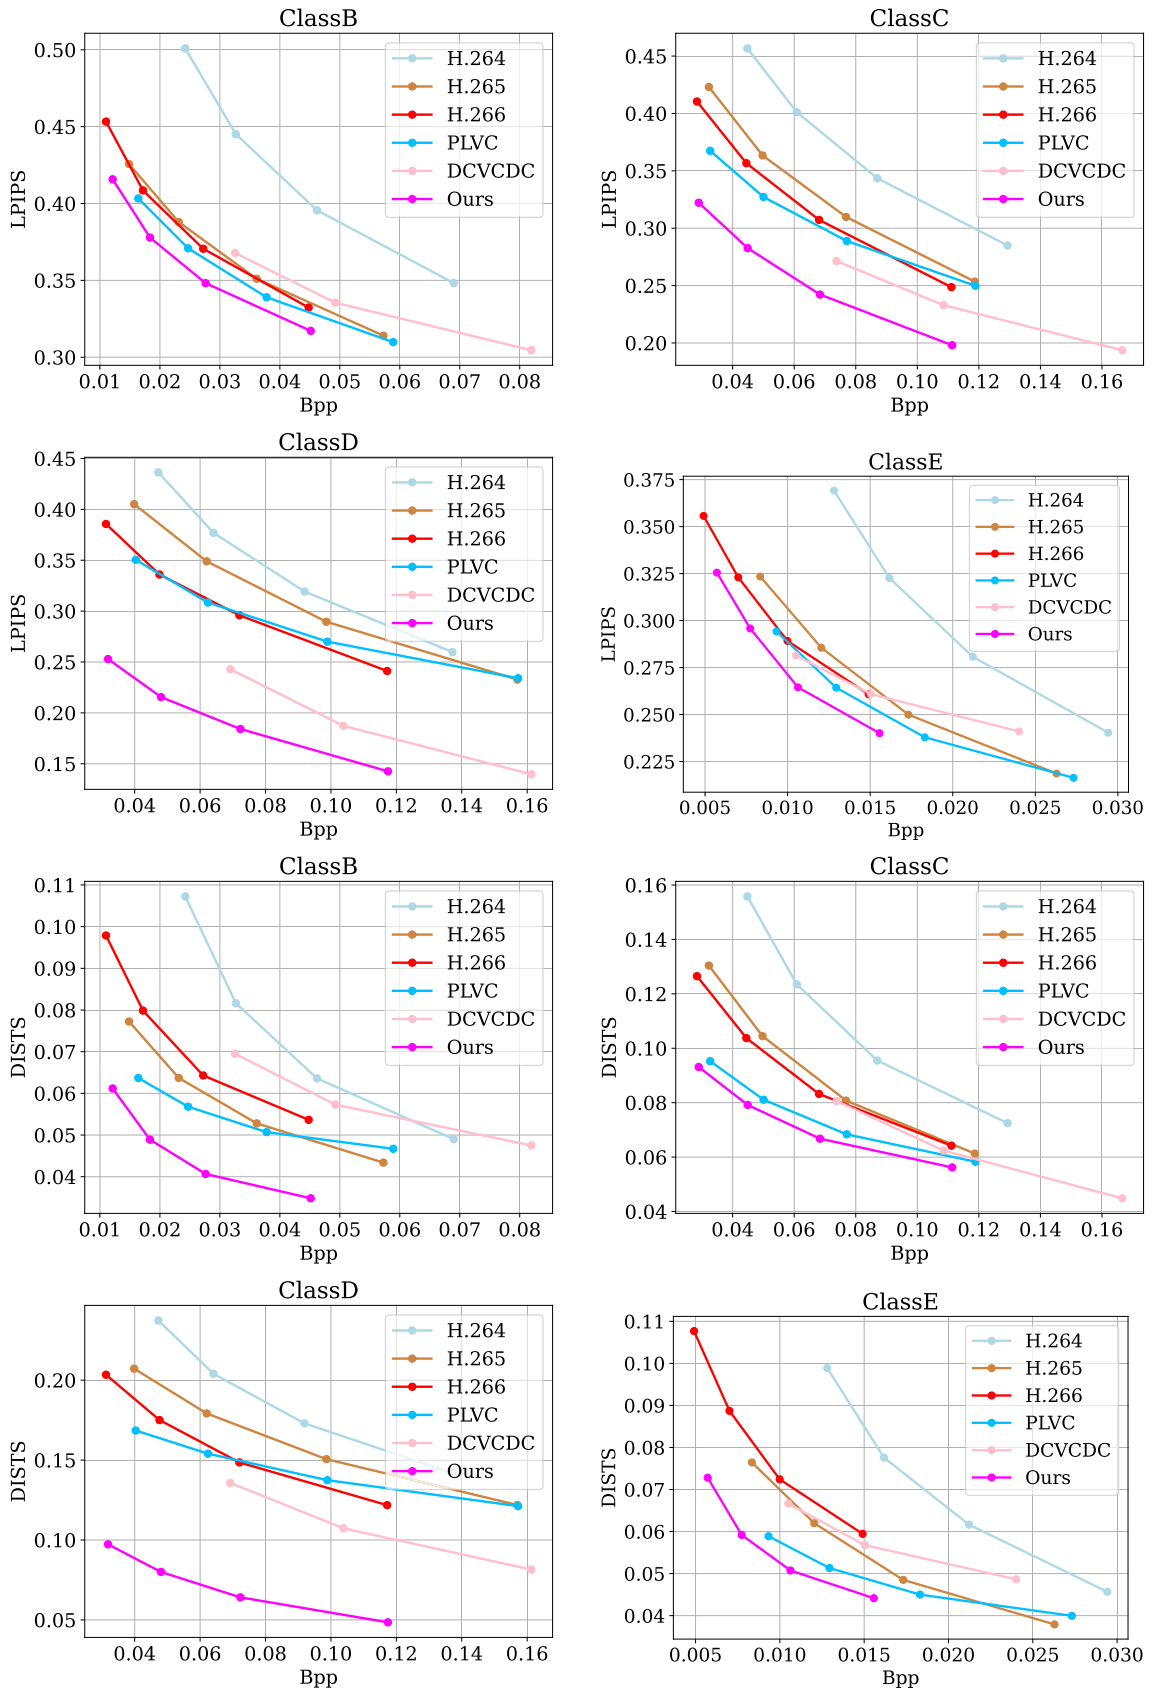 ClassB
LPIPS
0.50
0.45
0.40
0.35
0.30
0.01 0.02 0.03 0.04 0.05 0.06 0.07 0.08
Bpp
H.264
H.265
H.266
PLVC
DCVCDC
Ours
ClassC
LPIPS
0.45
0.40
0.35
0.30
0.25
0.20
0.04 0.06 0.08 0.10 0.12 0.14 0.16
Bpp
H.264
H.265
H.266
PLVC
DCVCDC
Ours
ClassD
LPIPS
0.45
0.40
0.35
0.30
0.25
0.20
0.15
0.04 0.06 0.08 0.10 0.12 0.14 0.16
Bpp
H.264
H.265
H.266
PLVC
DCVCDC
Ours
ClassE
LPIPS
0.375
0.350
0.325
0.300
0.275
0.250
0.225
0.005 0.010 0.015 0.020 0.025 0.030
Bpp
H.264
H.265
H.266
PLVC
DCVCDC
Ours
ClassB
DISTS
0.11
0.10
0.09
0.08
0.07
0.06
0.05
0.04
0.01 0.02 0.03 0.04 0.05 0.06 0.07 0.08
Bpp
H.264
H.265
H.266
PLVC
DCVCDC
Ours
ClassC
DISTS
0.16
0.14
0.12
0.10
0.08
0.06
0.04
0.04 0.06 0.08 0.10 0.12 0.14 0.16
Bpp
H.264
H.265
H.266
PLVC
DCVCDC
Ours
ClassD
DISTS
0.20
0.15
0.10
0.05
0.04 0.06 0.08 0.10 0.12 0.14 0.16
Bpp
H.264
H.265
H.266
PLVC
DCVCDC
Ours
ClassE
DISTS
0.11
0.10
0.09
0.08
0.07
0.06
0.05
0.04
0.005 0.010 0.015 0.020 0.025 0.030
Bpp
H.264
H.265
H.266
PLVC
DCVCDC
Ours